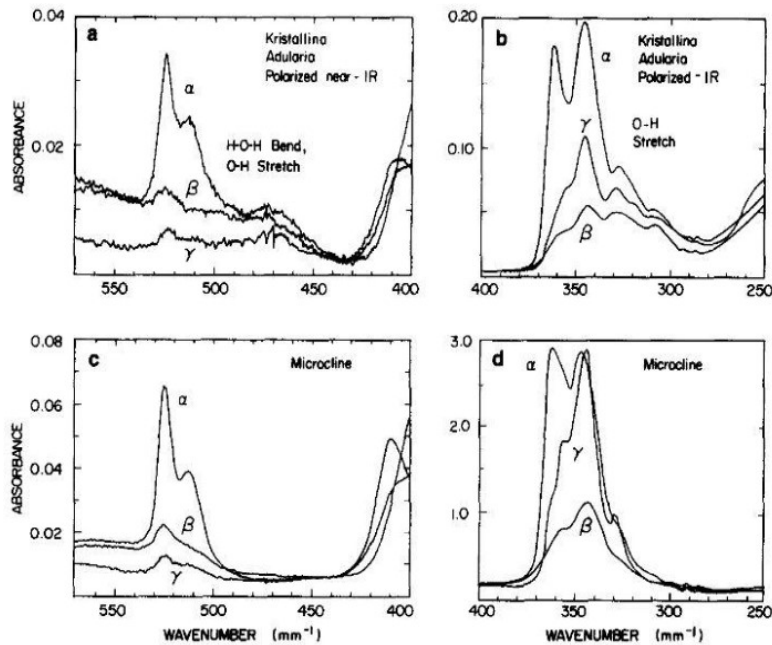 a
Kristallina
Adularia
Polarized near-IR
H-O-H Bend,
O-H Stretch
α
β
γ
0.04
0.02
ABSORBANCE
550
500
450
400
b
Kristallina
Adularia
Polarized-IR
O-H
Stretch
α
γ
β
0.20
0.10
400
350
300
250
c
Microcline
α
β
γ
0.08
0.06
0.04
0.02
ABSORBANCE
550
500
450
400
WAVENUMBER (mm⁻¹)
d
Microcline
α
γ
β
3.0
2.0
1.0
400
350
300
250
WAVENUMBER (mm⁻¹)